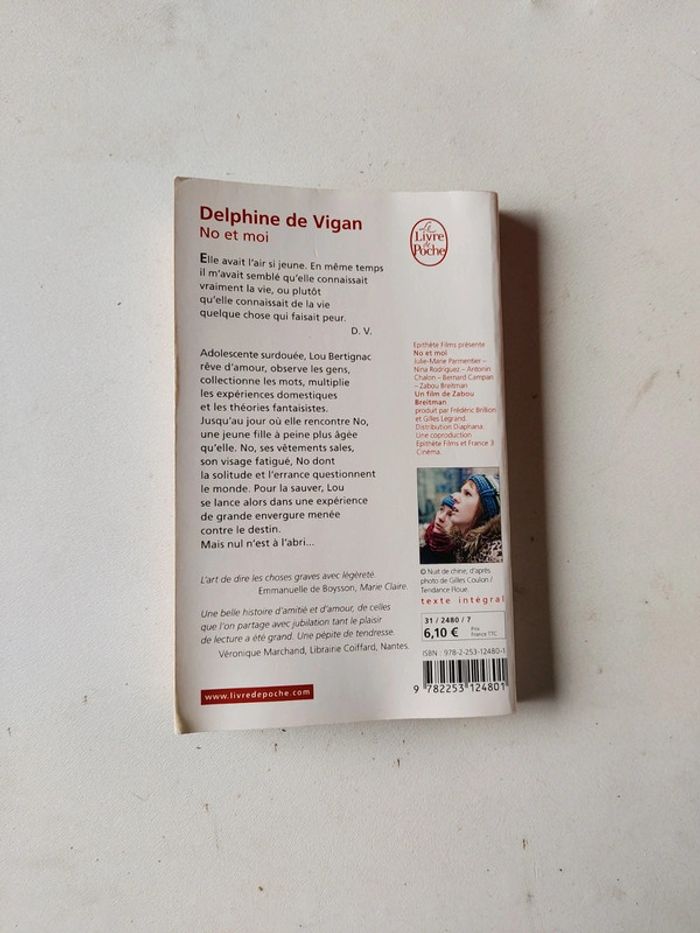 Delphine de Vigan
No et moi
Elle avait l'air si jeune. En même temps
il m'avait semblé qu'elle connaissait
vraiment la vie, ou plutôt
qu'elle connaissait de la vie
quelque chose qui faisait peur.
D. V.
Adolescente surdouée, Lou Bertignac
rêve d'amour, observe les gens,
collectionne les mots, multiplie
les expériences domestiques
et les théories fantaisistes.
Jusqu'au jour où elle rencontre No,
une jeune fille à peine plus âgée
qu'elle. No, ses vêtements sales,
son visage fatigué, No dont
la solitude et l'errance questionnent
le monde. Pour la sauver, Lou
se lance alors dans une expérience
de grande envergure menée
contre le destin.
Mais nul n'est à l'abri...
L'art de dire les choses graves avec légèreté.
Emmanuelle de Boysson, Marie Claire.
Une belle histoire d'amitié et d'amour, de celles
que l'on partage avec jubilation tant le plaisir
de lecture a été grand. Une pépite de tendresse.
Véronique Marchand, Librairie Coiffard, Nantes.
www.livredepoche.com
Le
Livre
de
Poche
Epithète Films présente
No et moi
Julie-Marie Parmentier –
Nina Rodriguez – Antonin
Chalon – Bernard Campan
– Zabou Breitman
Un film de Zabou
Breitman
produit par Frédéric Brillion
et Gilles Legrand.
Distribution Diaphana.
Une coproduction
Epithète Films et France 3
Cinéma.
© Nuit de chine, d'après
photo de Gilles Coulon /
Tendance Floue.
texte intégral
31 / 2480 / 7
6,10 € Prix
France TTC
ISBN : 978-2-253-12480-1
9 782253 124801